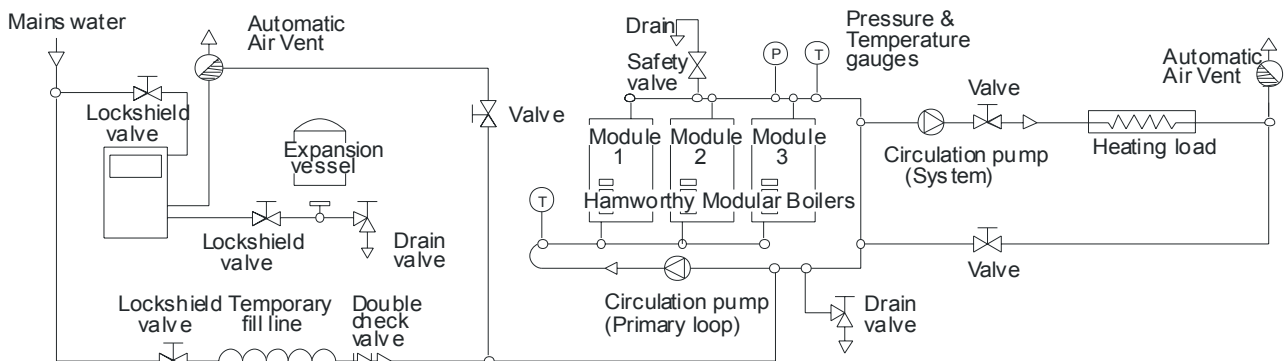 Mains water
Automatic
Air Vent
Lockshield
valve
Expansion
vessel
Lockshield
valve
Drain
valve
Lockshield
valve
Temporary
fill line
Double
check
valve
Valve
Drain
Safety
valve
P
T
Pressure &
Temperature
gauges
Module
1
Module
2
Module
3
Hamworthy Modular Boilers
T
Circulation pump
(Primary loop)
Drain
valve
Circulation pump
(System)
Valve
Heating load
Automatic
Air Vent
Valve